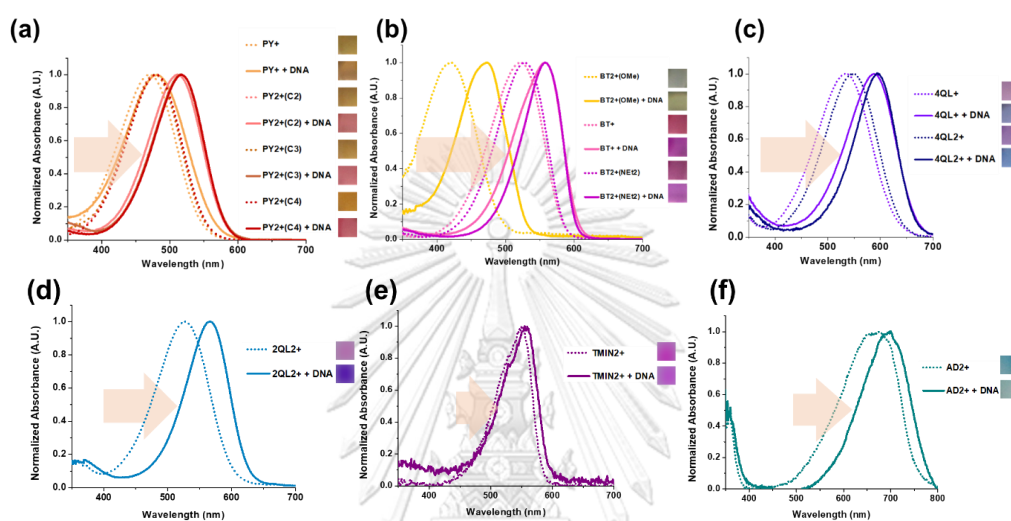 (a)
Normalized Absorbance (A.U.)
1.0
0.8
0.6
0.4
0.2
0.0
400 500 600 700
Wavelength (nm)
PY+
PY+ + DNA
PY2+(C2)
PY2+(C2) + DNA
PY2+(C3)
PY2+(C3) + DNA
PY2+(C4)
PY2+(C4) + DNA
(b)
Normalized Absorbance (A.U.)
1.0
0.8
0.6
0.4
0.2
0.0
400 500 600 700
Wavelength (nm)
BT2+(OMe)
BT2+(OMe) + DNA
BT+
BT+ + DNA
BT2+(NEt2)
BT2+(NEt2) + DNA
(c)
Normalized Absorbance (A.U.)
1.0
0.8
0.6
0.4
0.2
0.0
400 500 600 700
Wavelength (nm)
4QL+
4QL+ + DNA
4QL2+
4QL2+ + DNA
(d)
Normalized Absorbance (A.U.)
1.0
0.8
0.6
0.4
0.2
0.0
400 500 600 700
Wavelength (nm)
2QL2+
2QL2+ + DNA
(e)
Normalized Absorbance (A.U.)
1.0
0.8
0.6
0.4
0.2
0.0
400 500 600 700
Wavelength (nm)
TMIN2+
TMIN2+ + DNA
(f)
Normalized Absorbance (A.U.)
1.0
0.8
0.6
0.4
0.2
0.0
400 500 600 700 800
Wavelength (nm)
AD2+
AD2+ + DNA